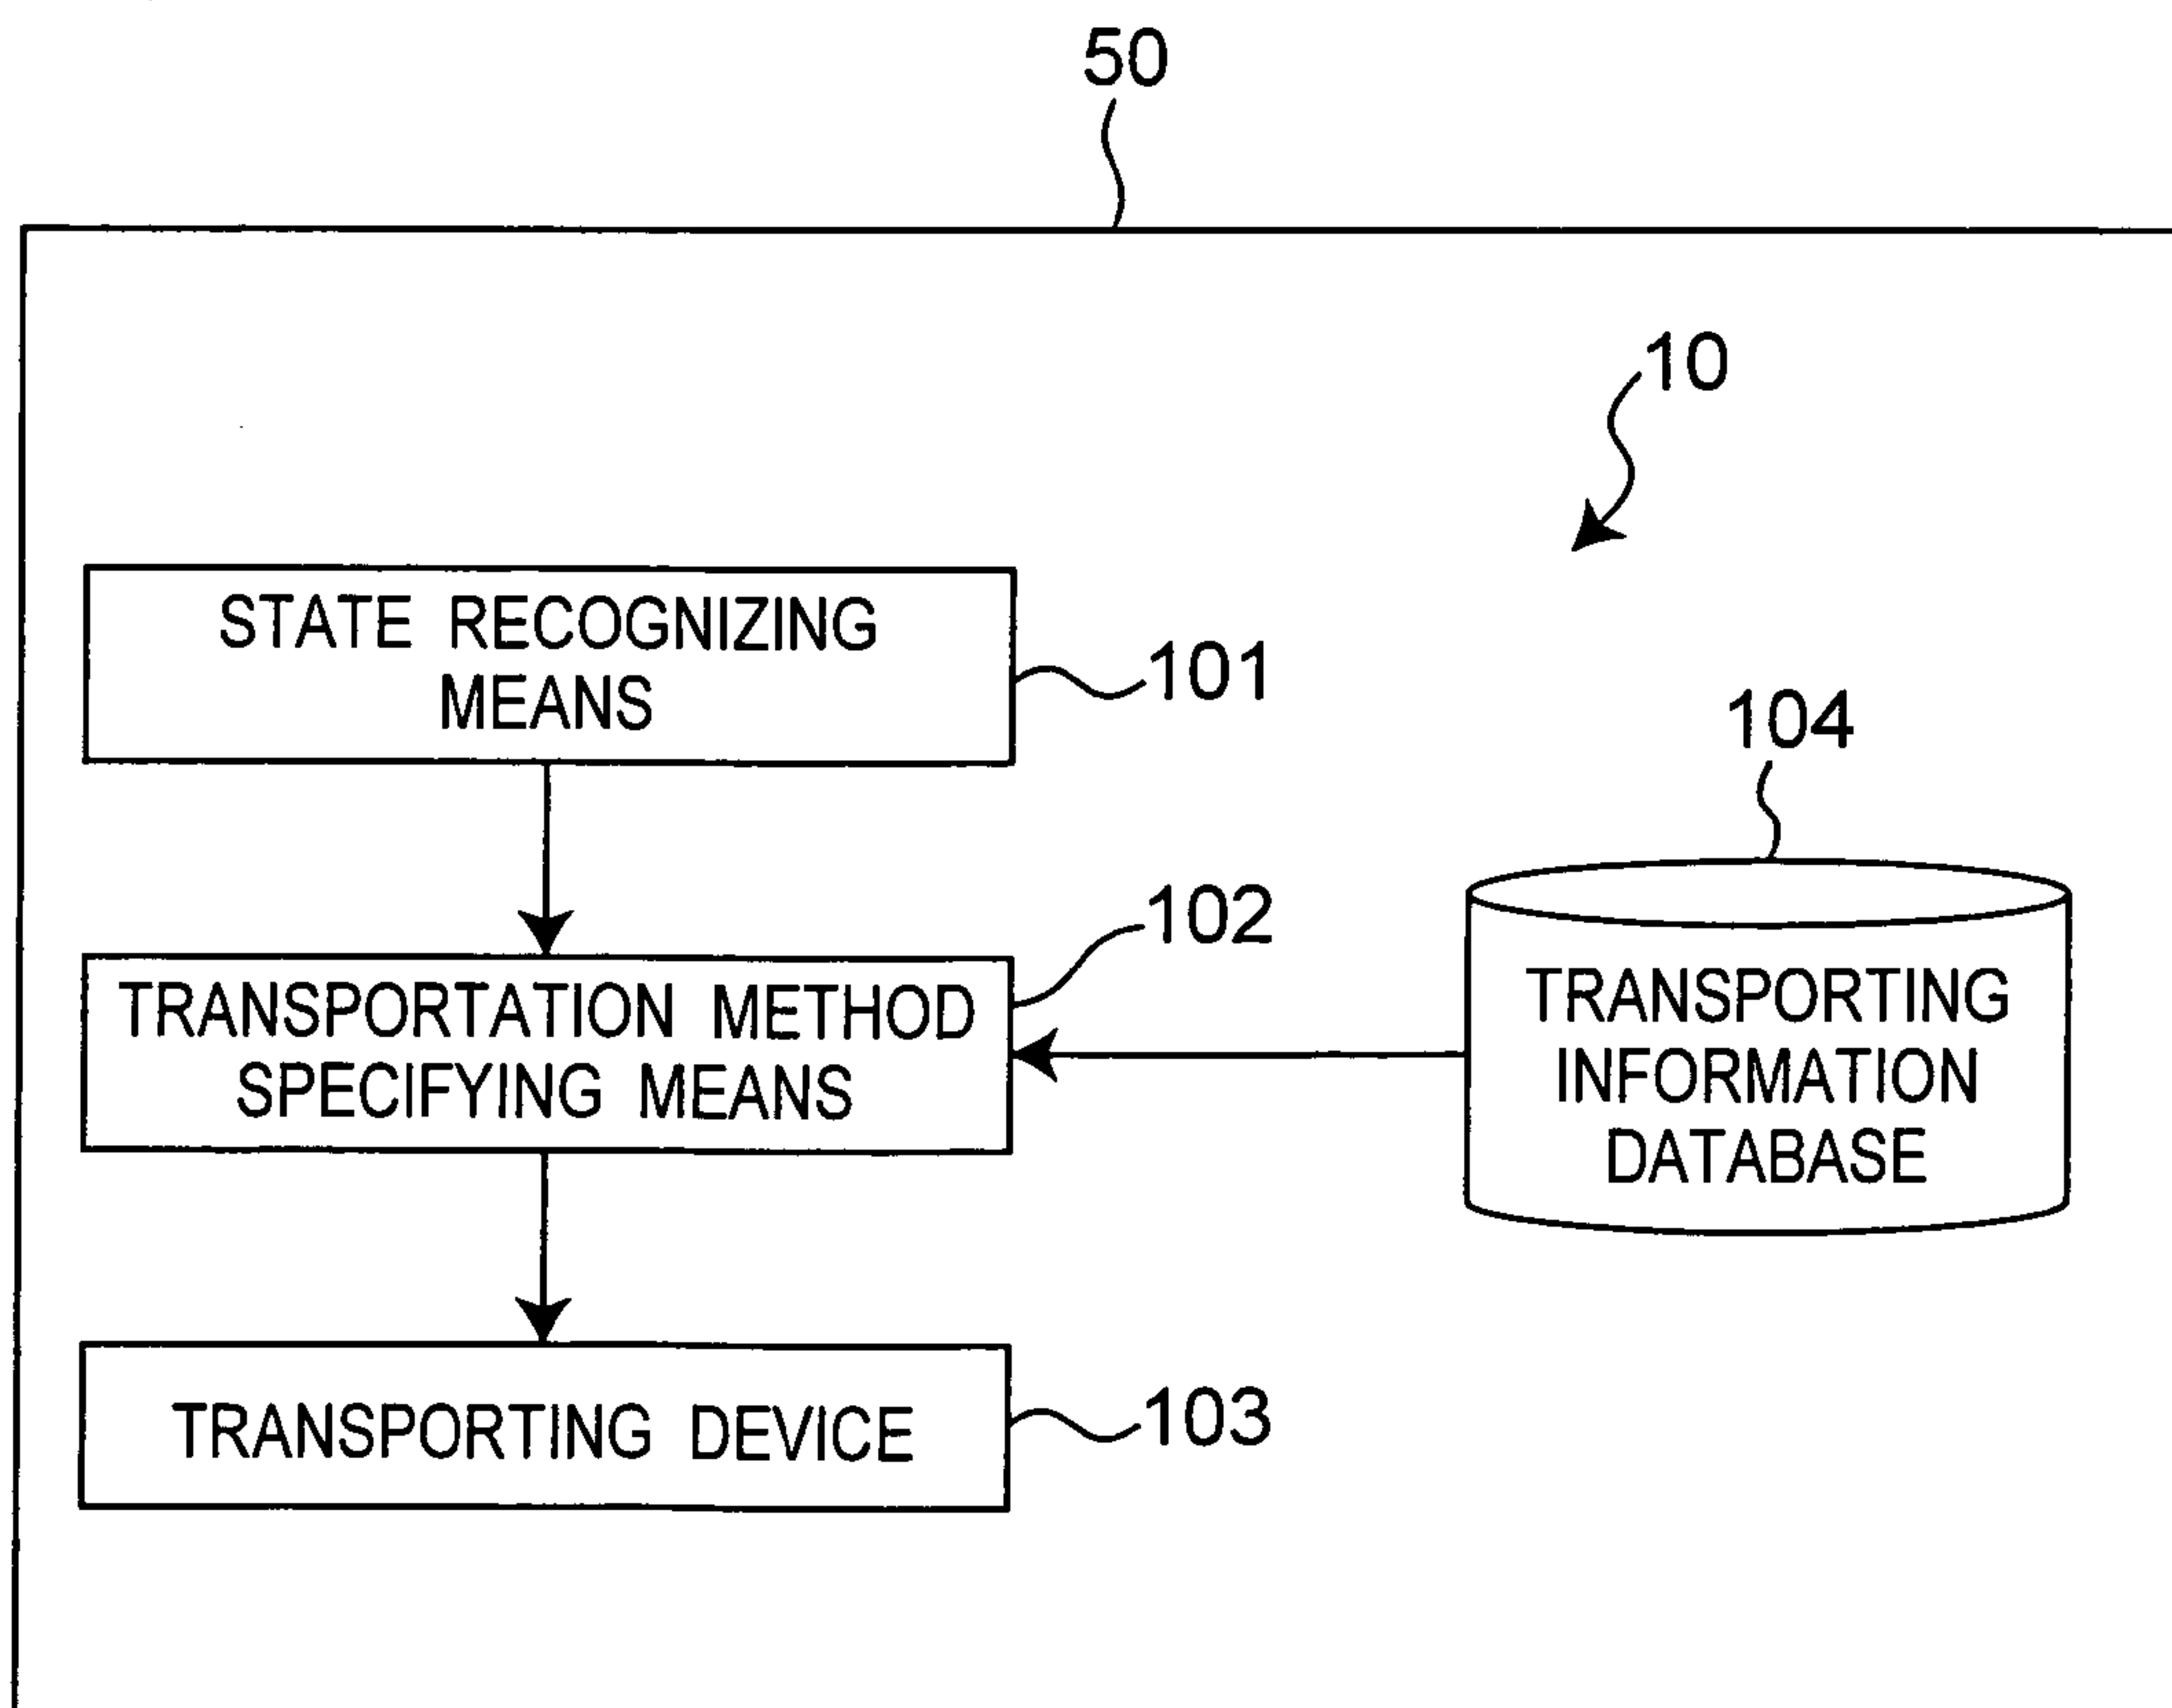 50
10
STATE RECOGNIZING
MEANS
101
104
102
TRANSPORTATION METHOD
SPECIFYING MEANS
TRANSPORTING
INFORMATION
DATABASE
TRANSPORTING DEVICE
103